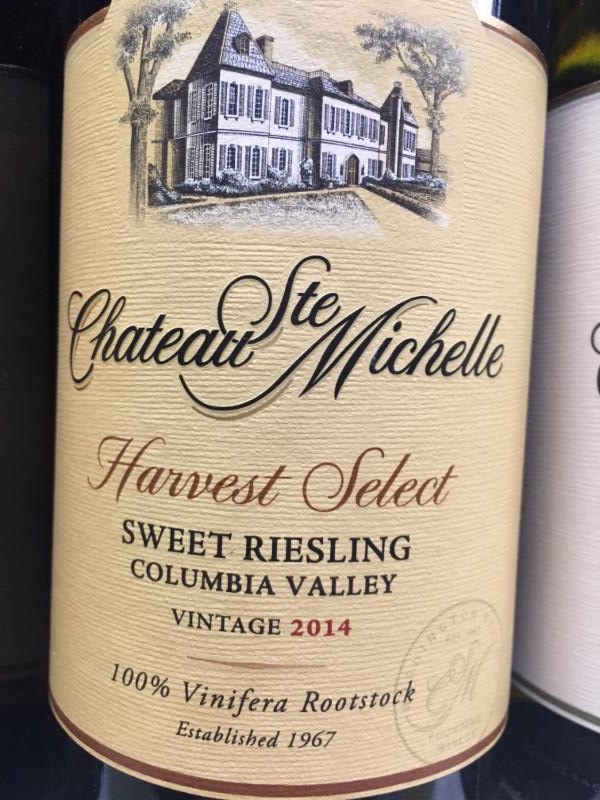 Chateau Ste Michelle
Harvest Select
SWEET RIESLING
COLUMBIA VALLEY
VINTAGE 2014
100% Vinifera Rootstock
Established 1967